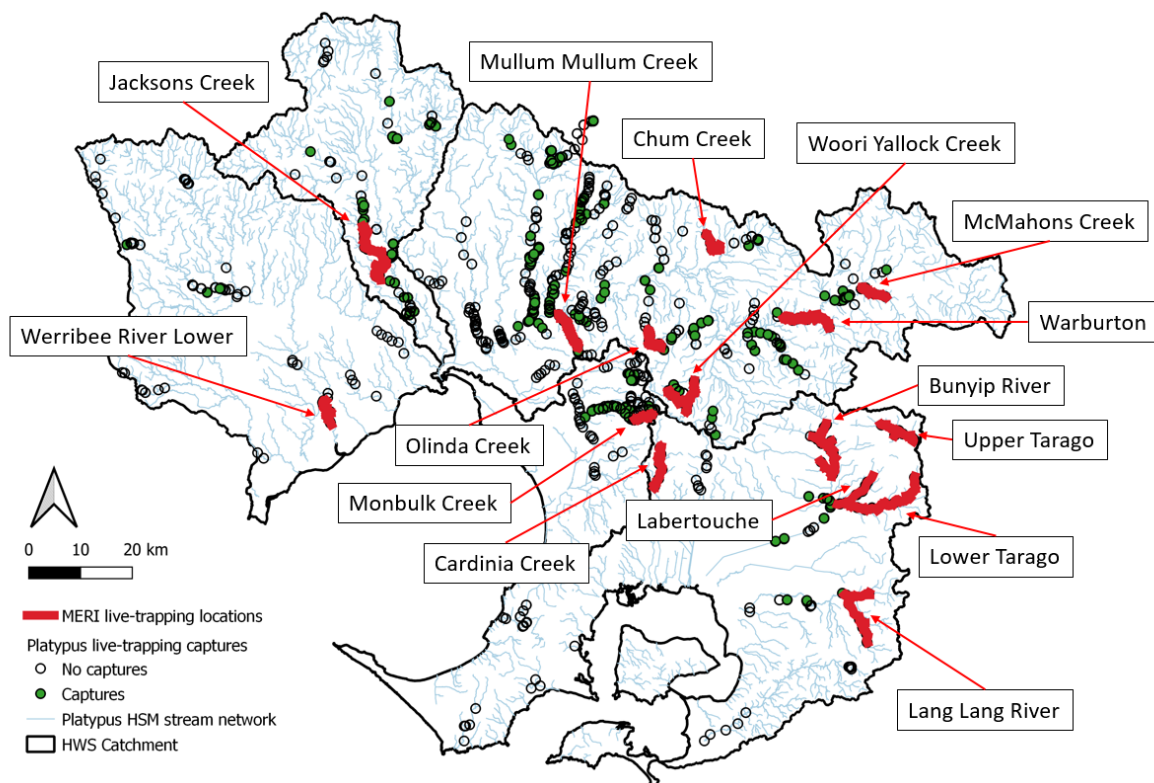 Mullum Mullum Creek
Jacksons Creek
Chum Creek
Woori Yallock Creek
McMahons Creek
Werribee River Lower
Warburton
Bunyip River
Upper Tarago
Olinda Creek
Monbulk Creek
Labertouche
Cardinia Creek
Lower Tarago
Lang Lang River
0 10 20 km
MERI live-trapping locations
Platypus live-trapping captures
No captures
Captures
Platypus HSM stream network
HWS Catchment